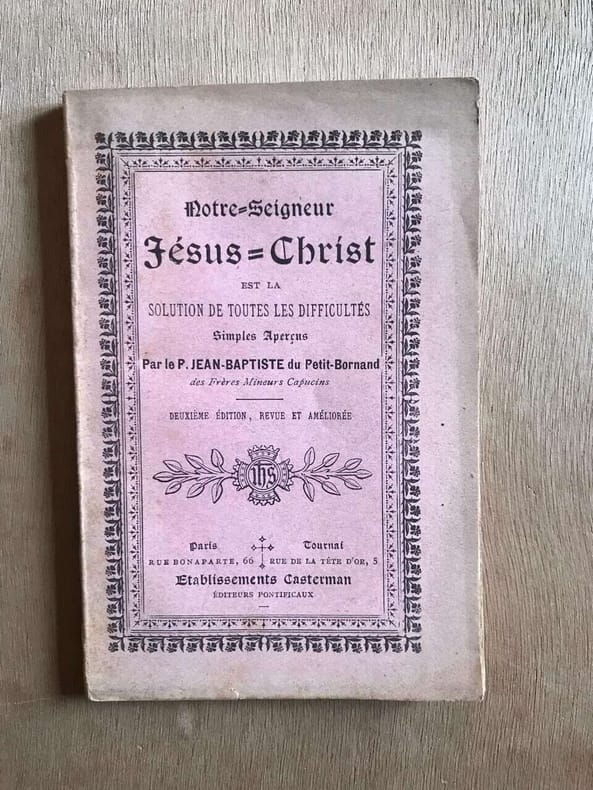 Notre=Seigneur
Jésus=Christ
EST LA
SOLUTION DE TOUTES LES DIFFICULTÉS
Simples Aperçus
Par le P. JEAN-BAPTISTE du Petit-Bornand
des Frères Mineurs Capucins
DEUXIÈME ÉDITION, REVUE ET AMÉLIORÉE
ihs
Paris Tournai
RUE BONAPARTE, 66 RUE DE LA TÊTE D'OR, 5
Etablissements Casterman
ÉDITEURS PONTIFICAUX